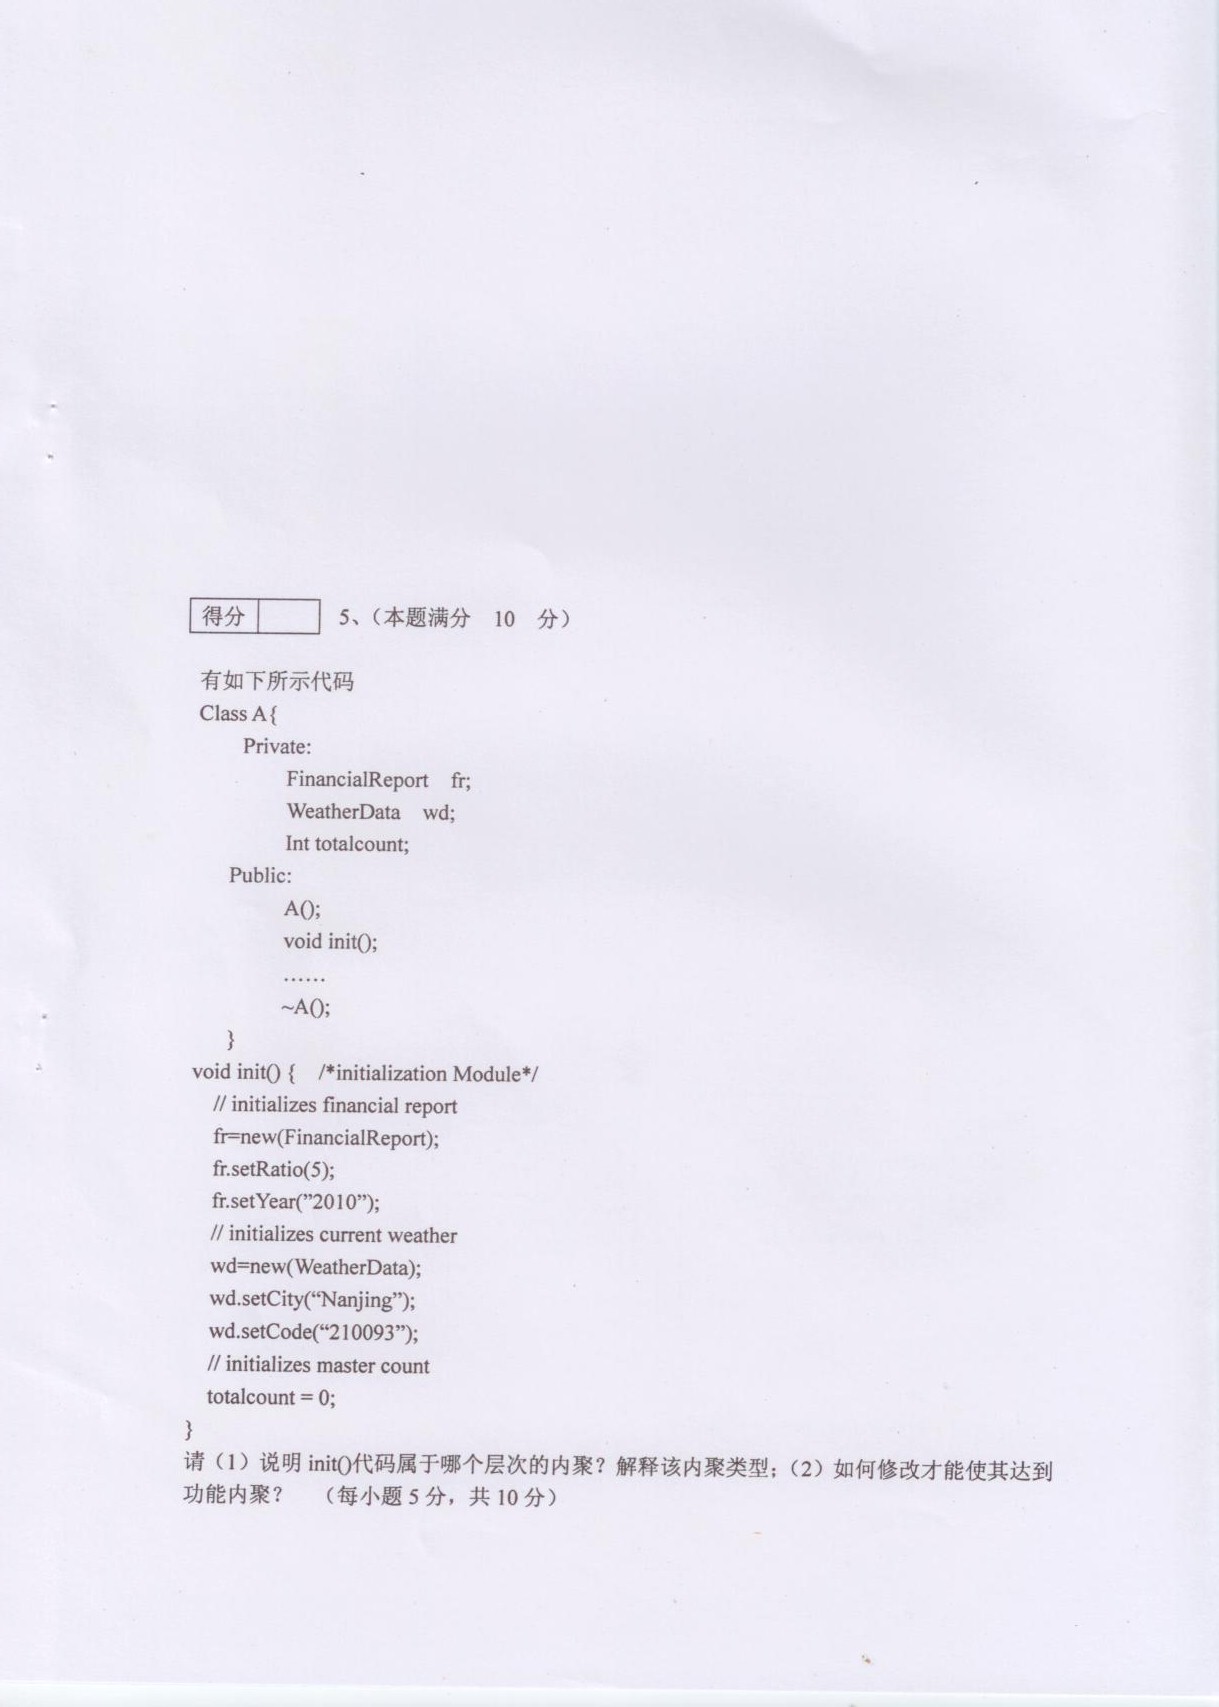 得分 5、（本题满分 10 分）
有如下所示代码
Class A{
Private:
FinancialReport fr;
WeatherData wd;
Int totalcount;
Public:
A();
void init();
……
~A();
}
void init() { /*initialization Module*/
// initializes financial report
fr=new(FinancialReport);
fr.setRatio(5);
fr.setYear(”2010”);
// initializes current weather
wd=new(WeatherData);
wd.setCity(“Nanjing”);
wd.setCode(“210093”);
// initializes master count
totalcount = 0;
}
请（1）说明 init()代码属于哪个层次的内聚？解释该内聚类型；（2）如何修改才能使其达到
功能内聚？ （每小题 5 分，共 10 分）